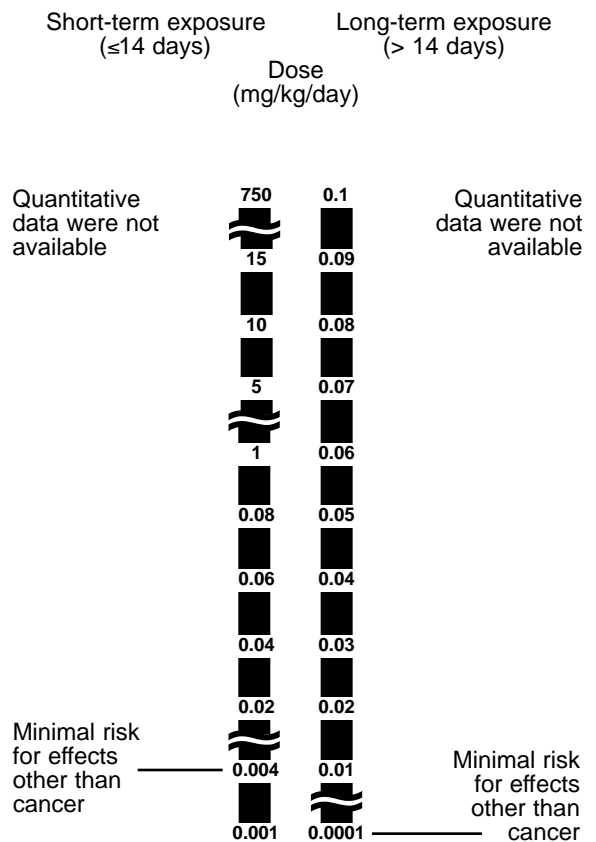 Short-term exposure
(≤14 days)
Long-term exposure
(> 14 days)
Dose
(mg/kg/day)
Quantitative
data were not
available
750 0.1
15 0.09
10 0.08
5 0.07
1 0.06
0.08 0.05
0.06 0.04
0.04 0.03
0.02 0.02
0.004 0.01
0.001 0.0001
Quantitative
data were not
available
Minimal risk
for effects
other than
cancer
Minimal risk
for effects
other than
cancer